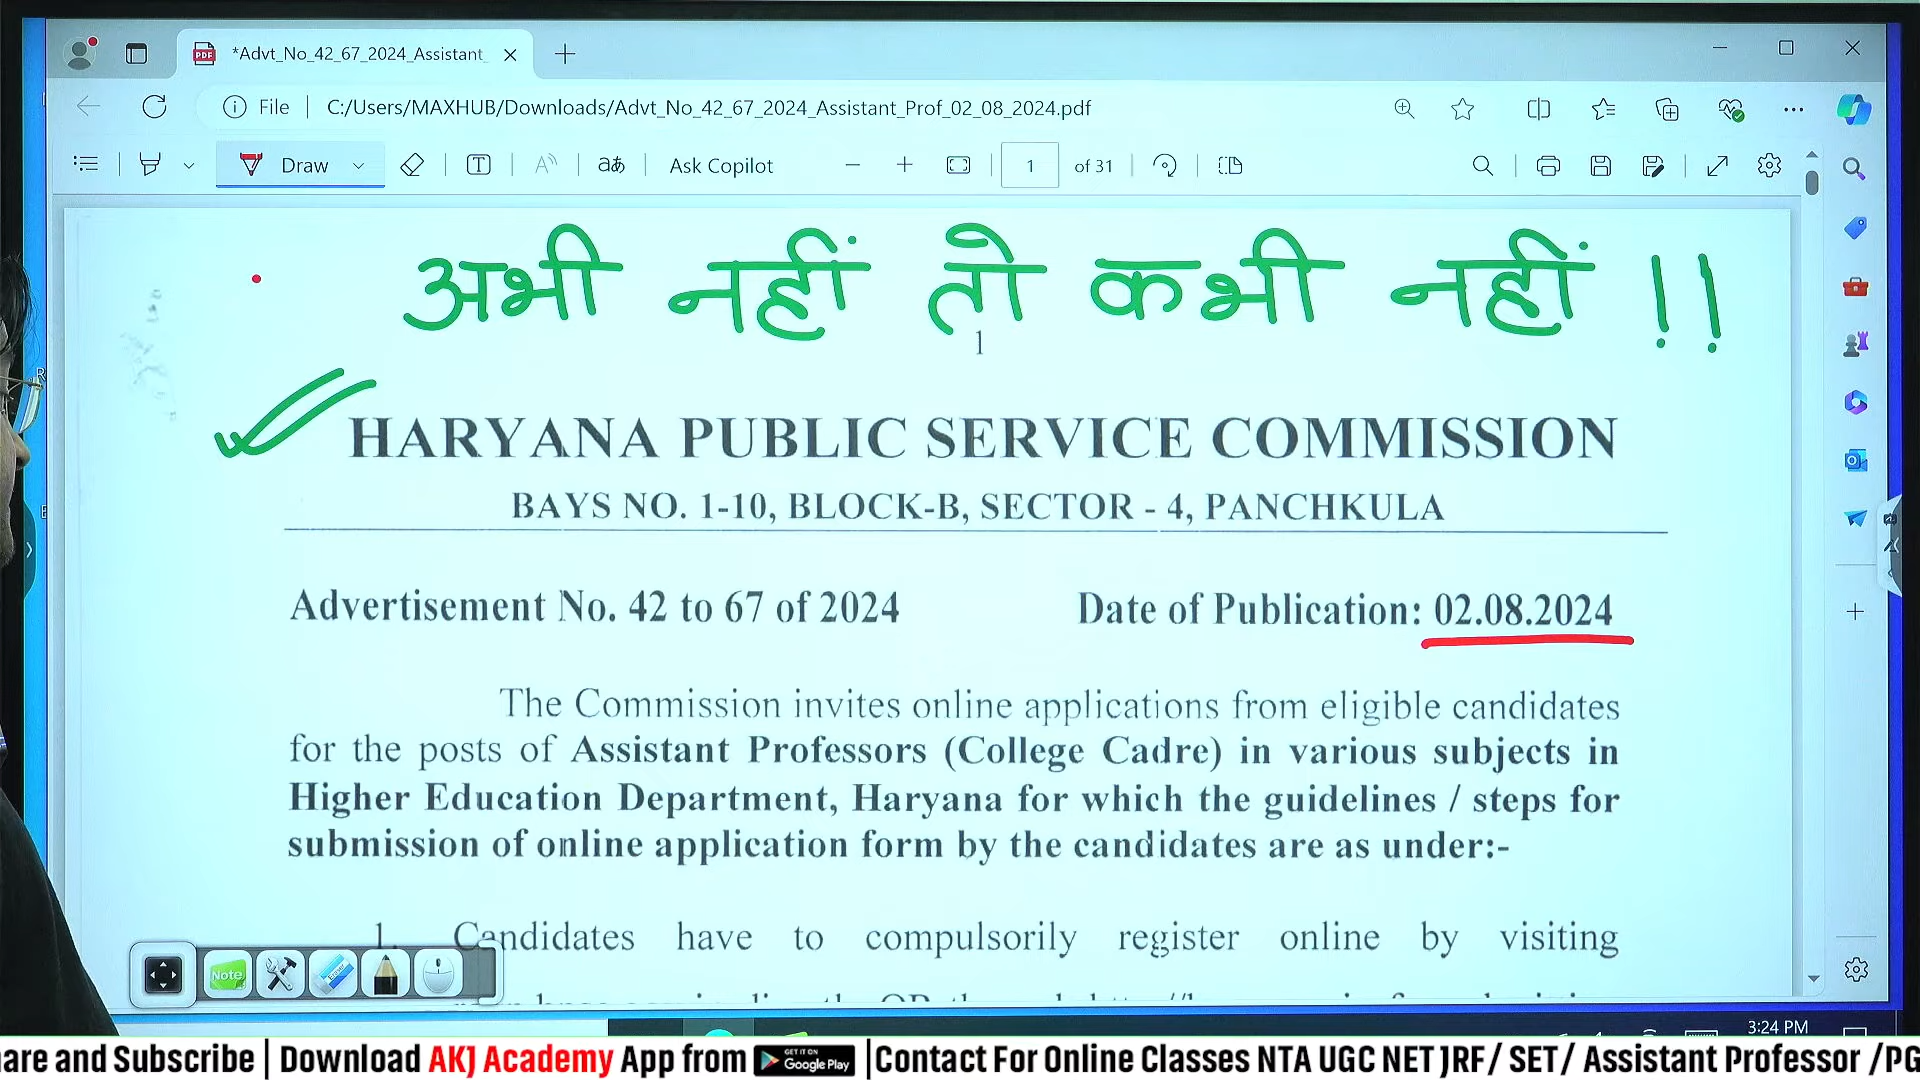 *Advt_No_42_67_2024_Assistant_
File
C:/Users/MAXHUB/Downloads/Advt_No_42_67_2024_Assistant_Prof_02_08_2024.pdf
Draw
Ask Copilot
1 of 31
अभी नहीं तो कभी नहीं !!
1
HARYANA PUBLIC SERVICE COMMISSION
BAYS NO. 1-10, BLOCK-B, SECTOR - 4, PANCHKULA
Advertisement No. 42 to 67 of 2024 Date of Publication: 02.08.2024
The Commission invites online applications from eligible candidates
for the posts of Assistant Professors (College Cadre) in various subjects in
Higher Education Department, Haryana for which the guidelines / steps for
submission of online application form by the candidates are as under:-
1. Candidates have to compulsorily register online by visiting
Note
3:24 PM
are and Subscribe | Download AKJ Academy App from GET IT ON Google Play |Contact For Online Classes NTA UGC NET JRF/ SET/ Assistant Professor /PG